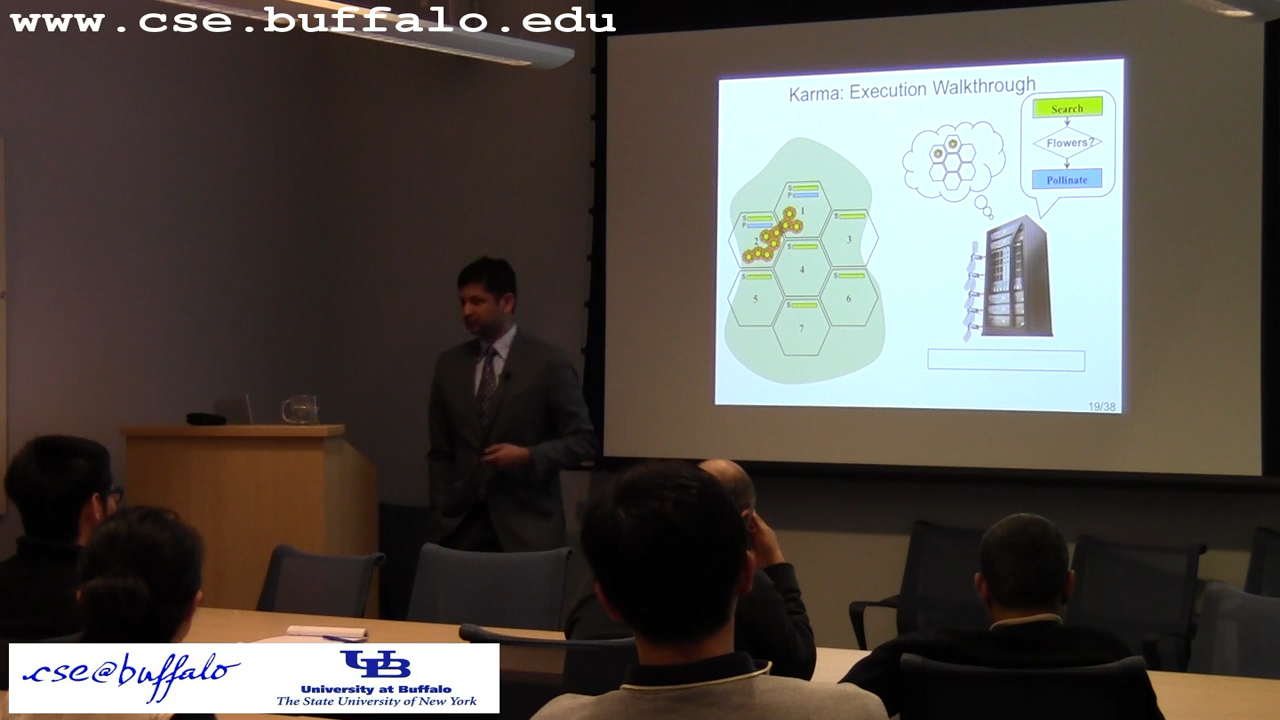 www.cse.buffalo.edu
Karma: Execution Walkthrough
Search
Flowers?
Pollinate
S
P
1
S
P
2
S
3
S
4
S
5
S
6
S
7
19/38
cse@buffalo
UB
University at Buffalo
The State University of New York